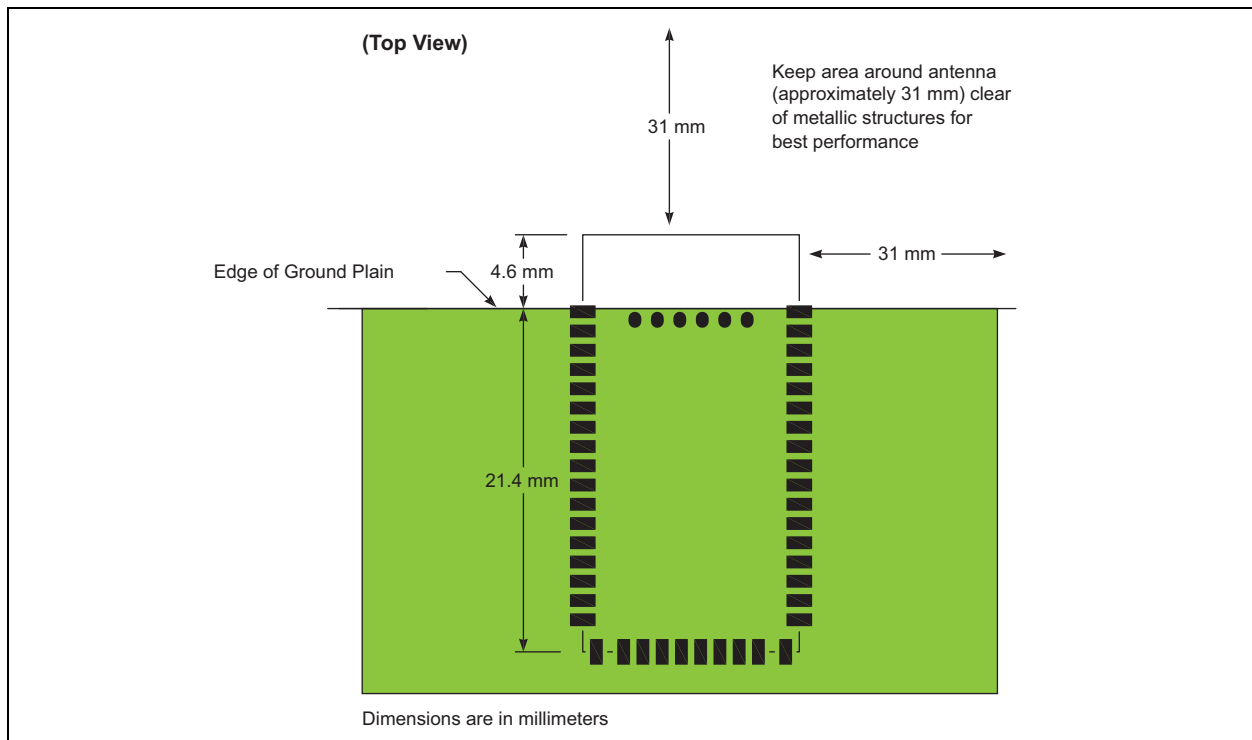 (Top View)
Keep area around antenna
(approximately 31 mm) clear
of metallic structures for
best performance
31 mm
31 mm
4.6 mm
Edge of Ground Plain
21.4 mm
Dimensions are in millimeters